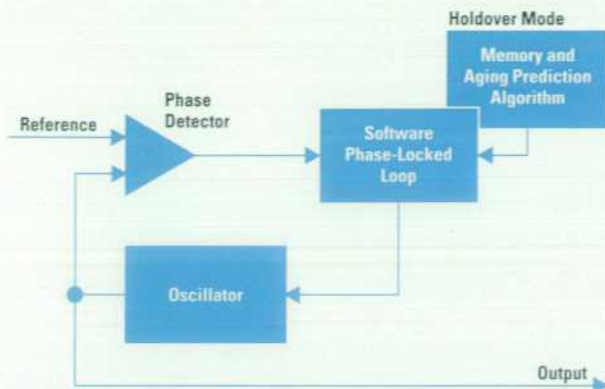 Holdover Mode
Memory and
Aging Prediction
Algorithm
Phase
Detector
Reference
Software
Phase-Locked
Loop
Oscillator
Output